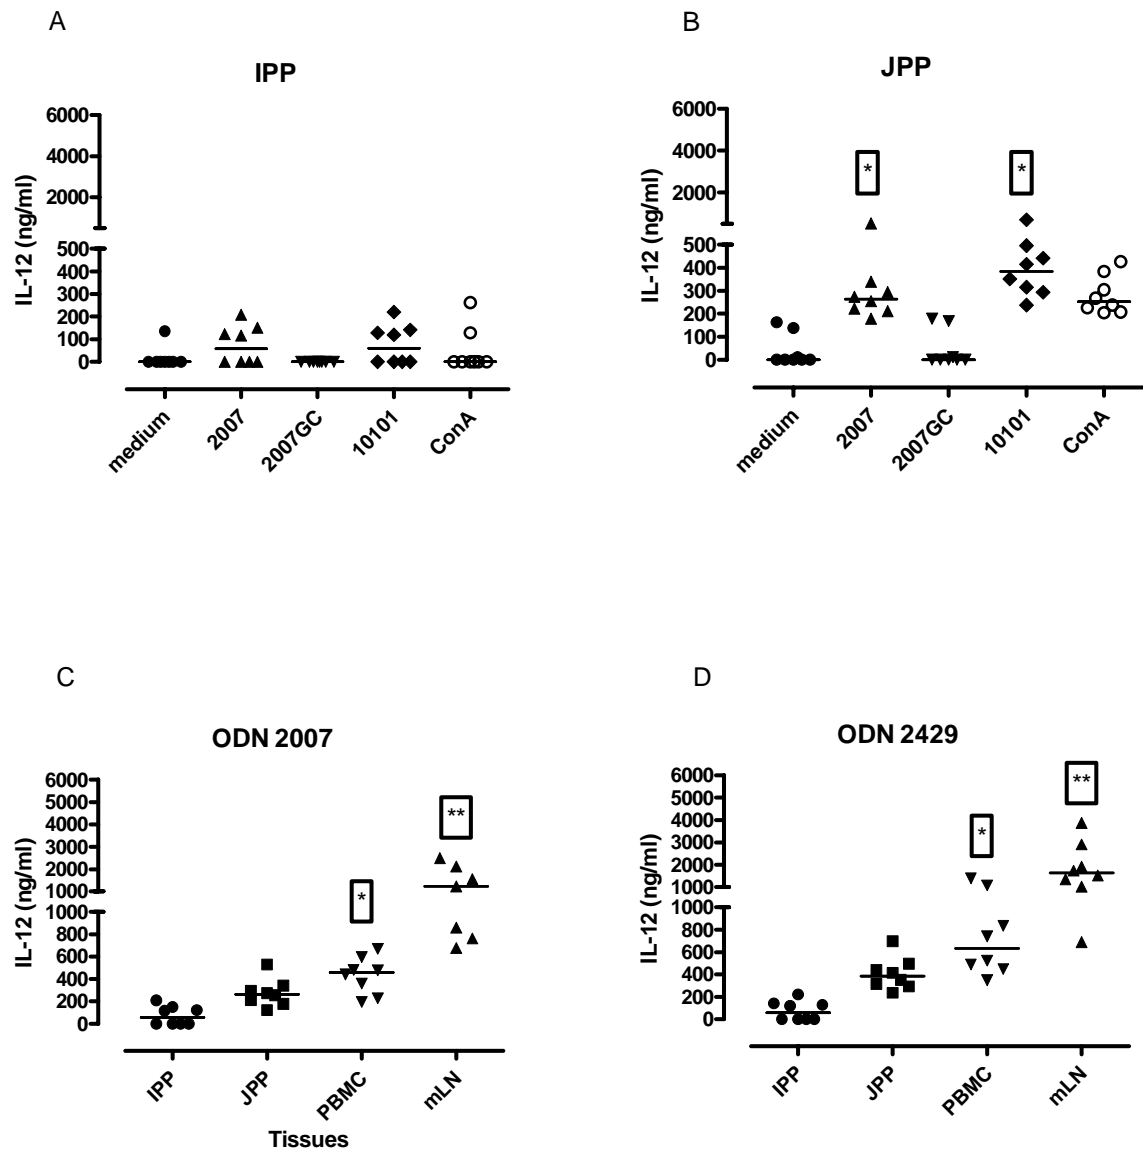 A
IPP
6000
4000
2000
500
400
300
200
100
0
IL-12 (ng/ml)
medium
2007
2007GC
10101
ConA
B
JPP
6000
4000
2000
500
400
300
200
100
0
IL-12 (ng/ml)
*
*
medium
2007
2007GC
10101
ConA
C
ODN 2007
6000
5000
4000
3000
2000
1000
1000
800
600
400
200
0
IL-12 (ng/ml)
*
**
IPP
JPP
PBMC
mLN
Tissues
D
ODN 2429
6000
5000
4000
3000
2000
1000
1000
800
600
400
200
0
IL-12 (ng/ml)
*
**
IPP
JPP
PBMC
mLN